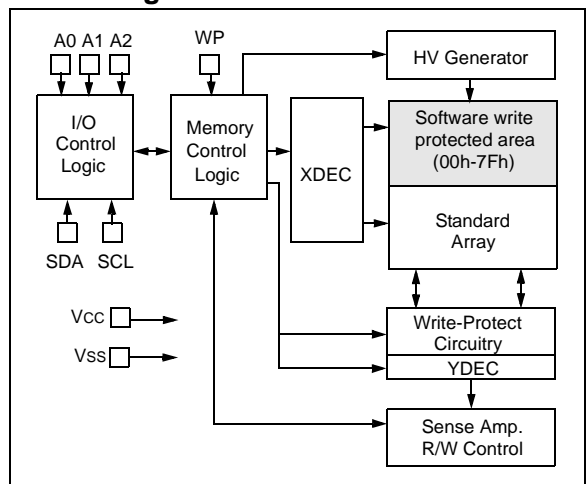 A0 A1 A2
WP
HV Generator
I/O
Control
Logic
Memory
Control
Logic
XDEC
Software write
protected area
(00h-7Fh)
Standard
Array
SDA SCL
VCC
VSS
Write-Protect
Circuitry
YDEC
Sense Amp.
R/W Control